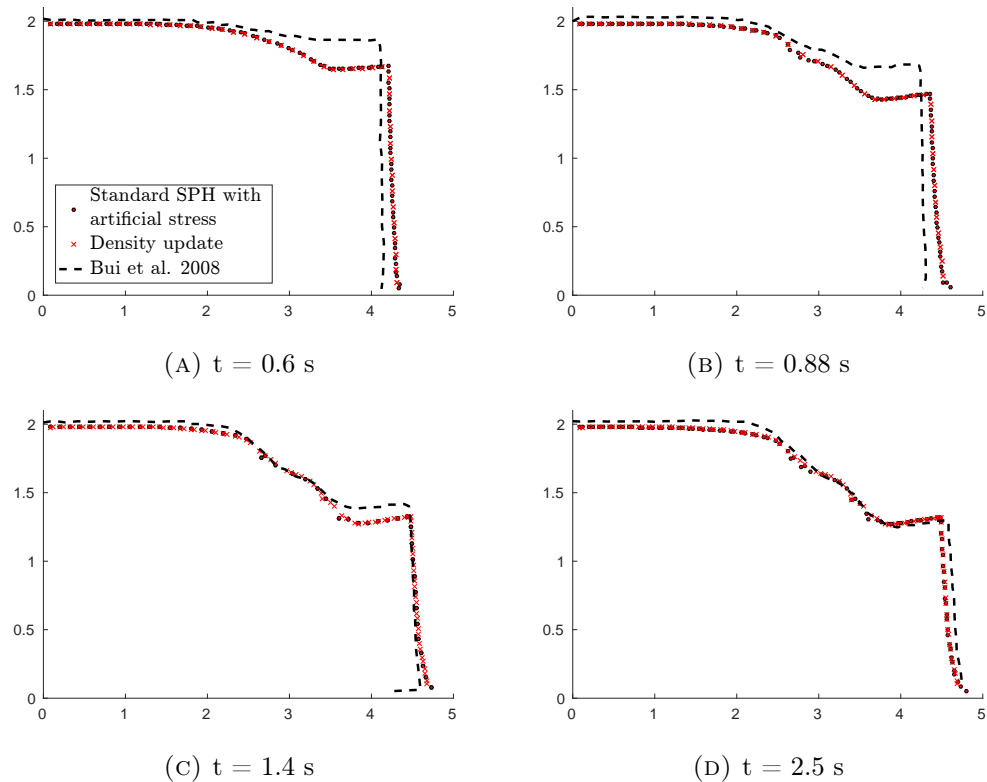 2
1.5
1
0.5
0
0 1 2 3 4 5
Standard SPH with
artificial stress
Density update
Bui et al. 2008
(A) t = 0.6 s
2
1.5
1
0.5
0
0 1 2 3 4 5
(B) t = 0.88 s
2
1.5
1
0.5
0
0 1 2 3 4 5
(C) t = 1.4 s
2
1.5
1
0.5
0
0 1 2 3 4 5
(D) t = 2.5 s